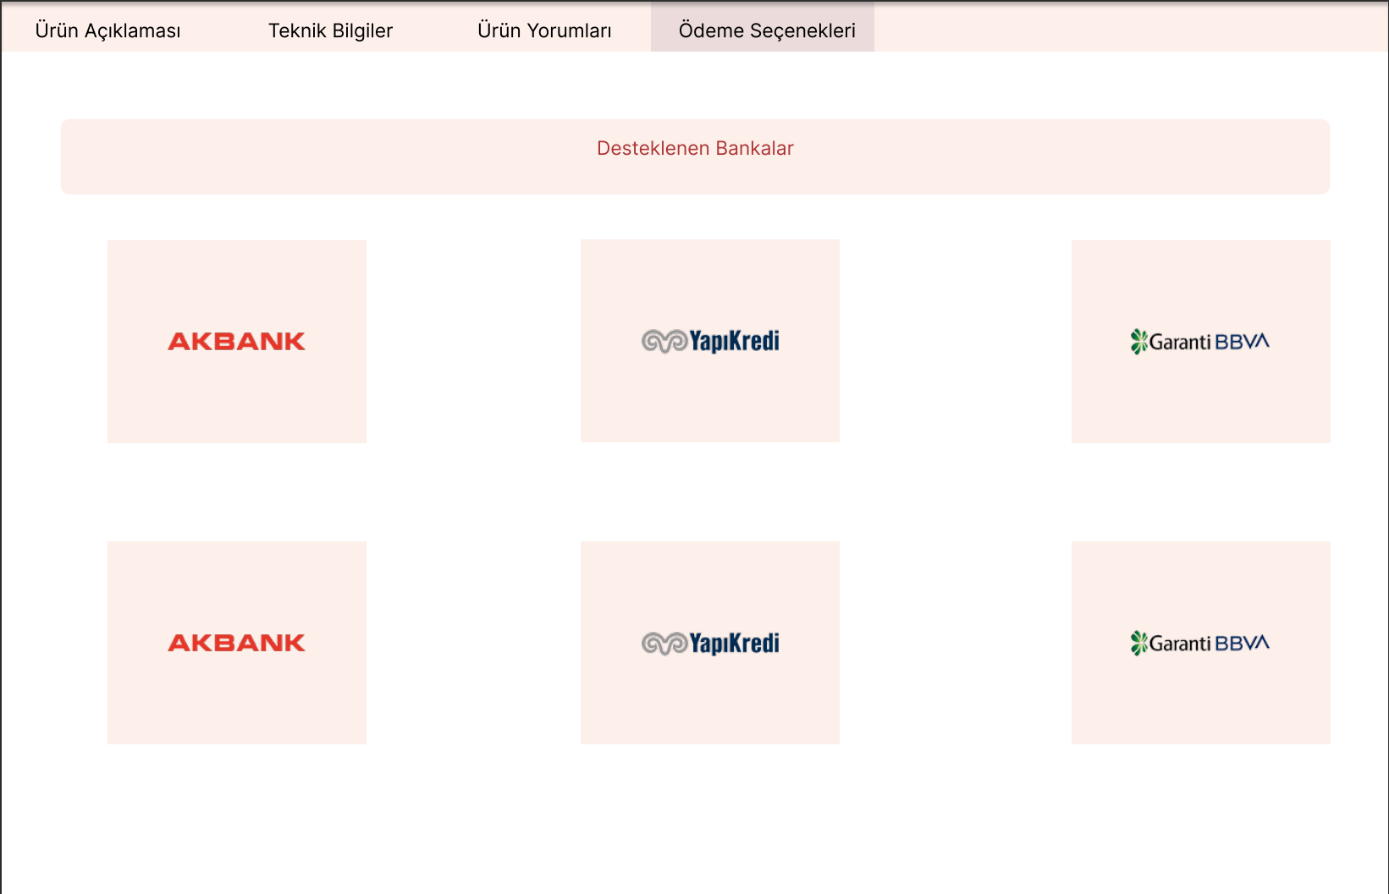 Ürün Açıklaması Teknik Bilgiler Ürün Yorumları Ödeme Seçenekleri
Desteklenen Bankalar
AKBANK YapıKredi Garanti BBVA
AKBANK YapıKredi Garanti BBVA